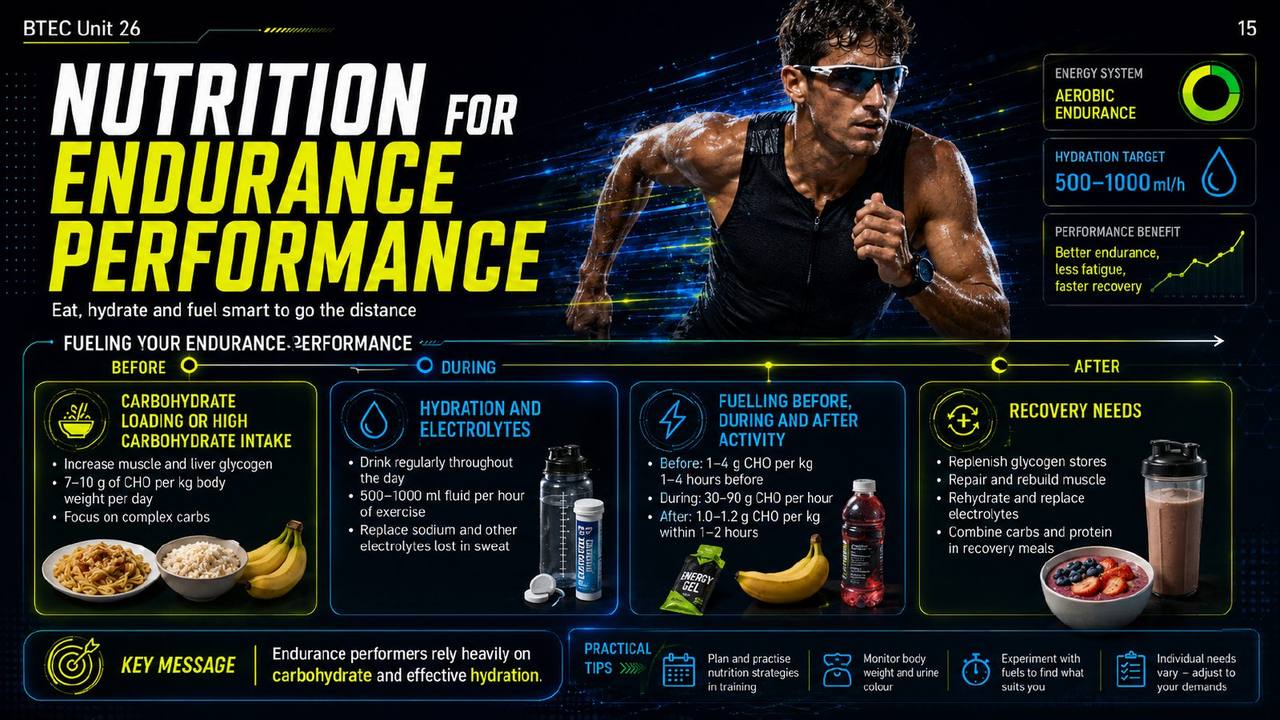 BTEC Unit 26
15
NUTRITION FOR
ENDURANCE
PERFORMANCE
Eat, hydrate and fuel smart to go the distance
ENERGY SYSTEM
AEROBIC
ENDURANCE
HYDRATION TARGET
500–1000 ml/h
PERFORMANCE BENEFIT
Better endurance,
less fatigue,
faster recovery
FUELING YOUR ENDURANCE PERFORMANCE
BEFORE
DURING
AFTER
CARBOHYDRATE
LOADING OR HIGH
CARBOHYDRATE INTAKE
• Increase muscle and liver glycogen
• 7–10 g of CHO per kg body
weight per day
• Focus on complex carbs
HYDRATION AND
ELECTROLYTES
• Drink regularly throughout
the day
• 500–1000 ml fluid per hour
of exercise
• Replace sodium and other
electrolytes lost in sweat
FUELLING BEFORE,
DURING AND AFTER
ACTIVITY
• Before: 1–4 g CHO per kg
1–4 hours before
• During: 30–90 g CHO per hour
• After: 1.0–1.2 g CHO per kg
within 1–2 hours
ENERGY
GEL
RECOVERY NEEDS
• Replenish glycogen stores
• Repair and rebuild muscle
• Rehydrate and replace
electrolytes
• Combine carbs and protein
in recovery meals
KEY MESSAGE
Endurance performers rely heavily on
carbohydrate and effective hydration.
PRACTICAL
TIPS
Plan and practise
nutrition strategies
in training
Monitor body
weight and urine
colour
Experiment with
fuels to find what
suits you
Individual needs
vary – adjust to
your demands